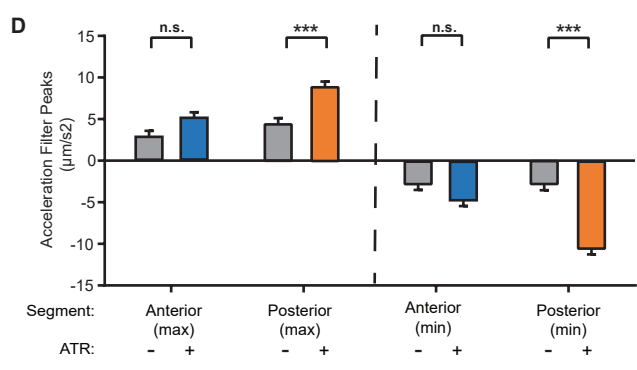 D
n.s.
***
n.s.
***
Acceleration Filter Peaks
(µm/s2)
15
10
5
0
-5
-10
-15
Segment:
Anterior
(max)
Posterior
(max)
Anterior
(min)
Posterior
(min)
ATR:
- + - + - + - +